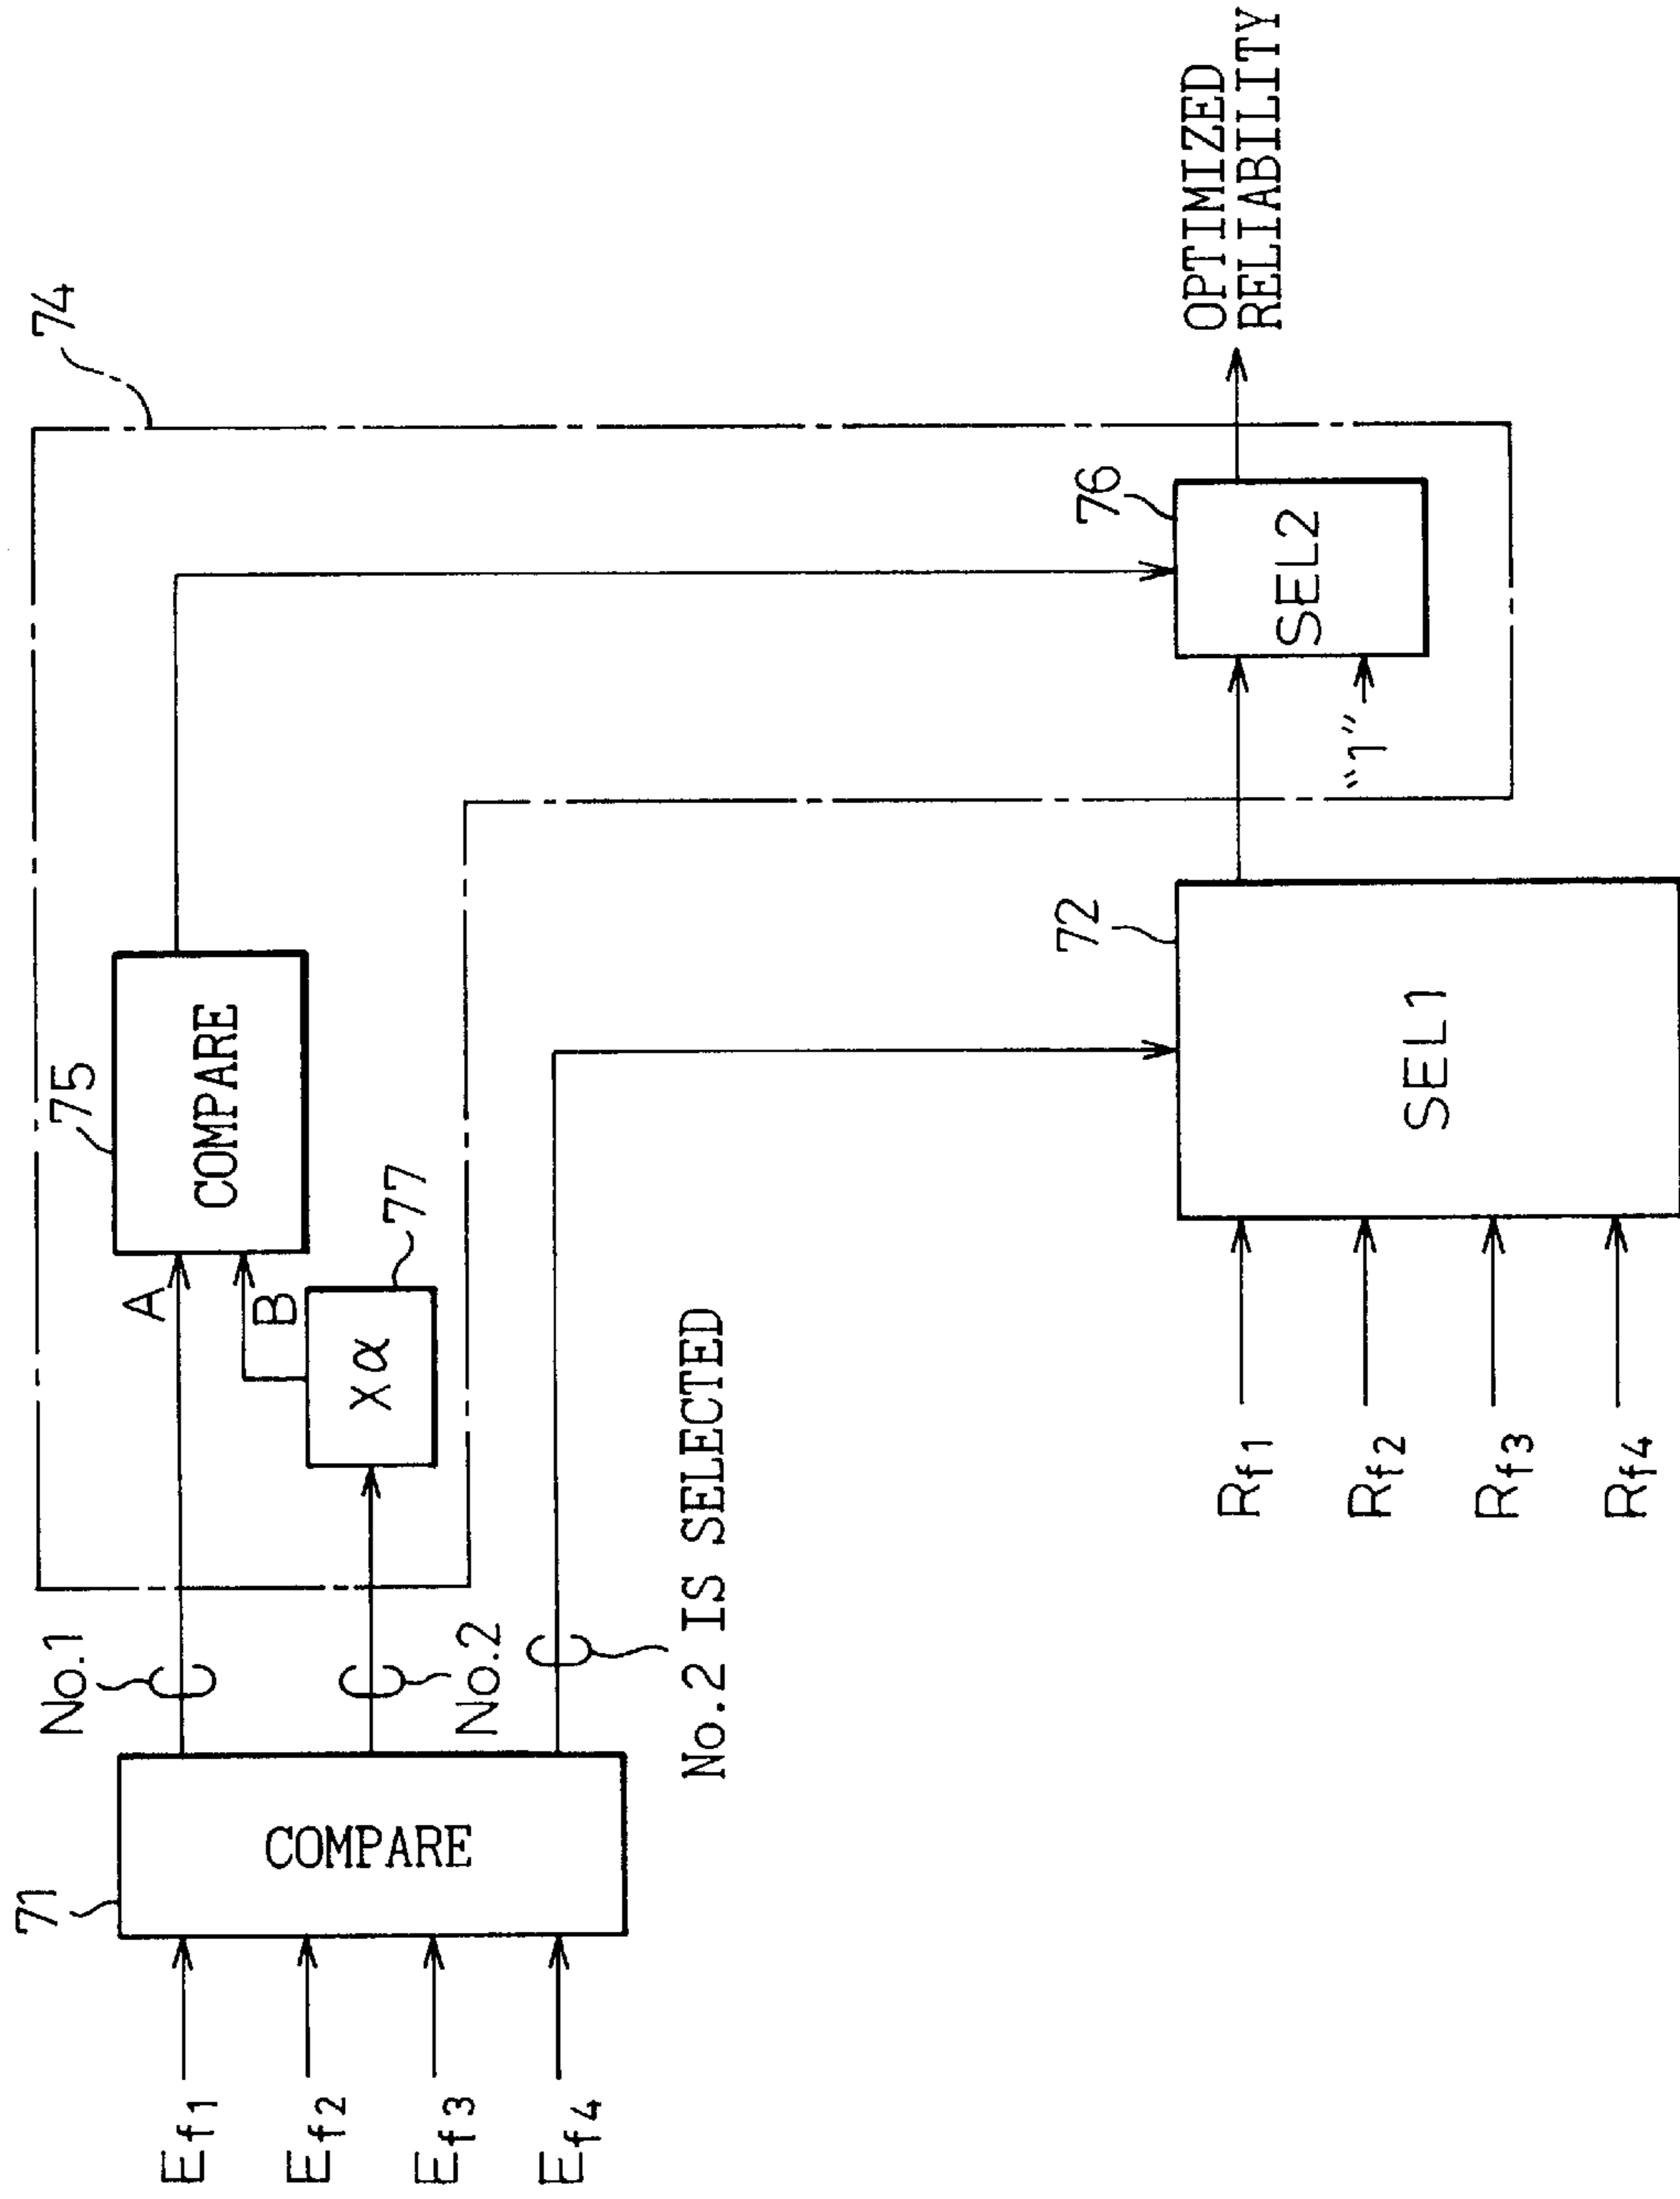 74
75
COMPARE
A
B
77
xα
No.1
No.2
No.2 IS SELECTED
71
COMPARE
Ef1
Ef2
Ef3
Ef4
76
SEL2
"1"
OPTIMIZED
RELIABILITY
72
SEL1
Rf1
Rf2
Rf3
Rf4